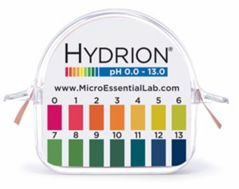 HYDRION®
pH 0.0 - 13.0
www.MicroEssentialLab.com
0 1 2 3 4 5 6
7 8 9 10 11 12 13